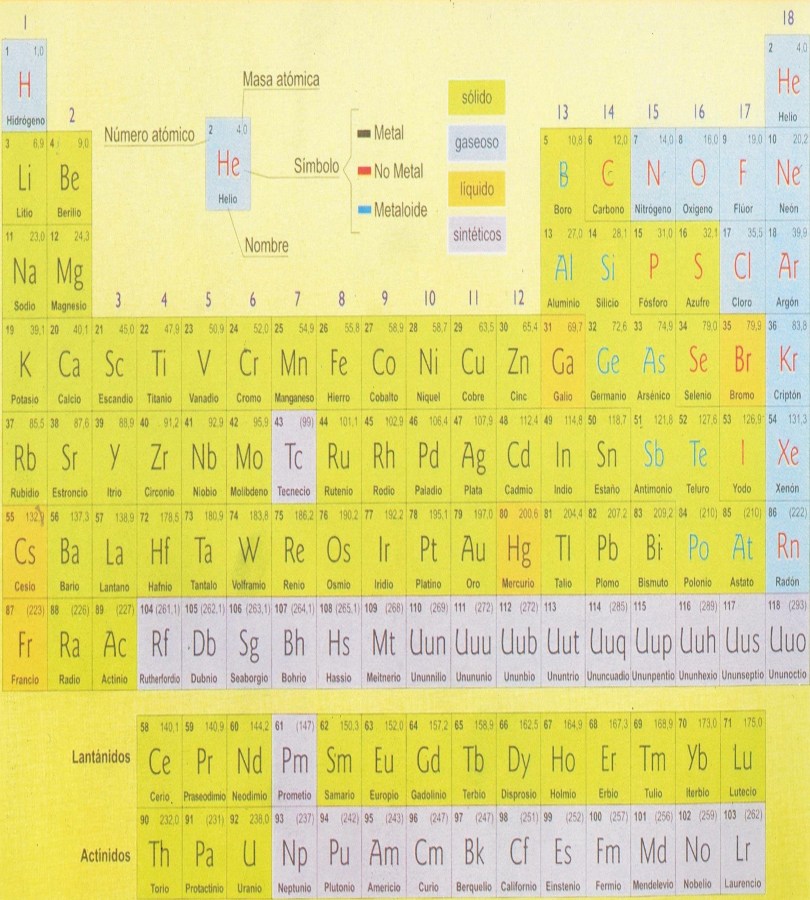 1 18
1 1,0 2 4,0
H He
Hidrógeno Helio
Masa atómica
Número atómico 2 4,0
He
Helio
Símbolo
Nombre
Metal
No Metal
Metaloide
sólido
gaseoso
líquido
sintéticos
2 13 14 15 16 17
3 6,9 4 9,0 5 10,8 6 12,0 7 14,0 8 16,0 9 19,0 10 20,2
Li Be B C N O F Ne
Litio Berilio Boro Carbono Nitrógeno Oxígeno Flúor Neón
11 23,0 12 24,3 13 27,0 14 28,1 15 31,0 16 32,1 17 35,5 18 39,9
Na Mg Al Si P S Cl Ar
Sodio Magnesio Aluminio Silicio Fósforo Azufre Cloro Argón
3 4 5 6 7 8 9 10 11 12
19 39,1 20 40,1 21 45,0 22 47,9 23 50,9 24 52,0 25 54,9 26 55,8 27 58,9 28 58,7 29 63,5 30 65,4 31 69,7 32 72,6 33 74,9 34 79,0 35 79,9 36 83,8
K Ca Sc Ti V Cr Mn Fe Co Ni Cu Zn Ga Ge As Se Br Kr
Potasio Calcio Escandio Titanio Vanadio Cromo Manganeso Hierro Cobalto Niquel Cobre Cinc Galio Germanio Arsénico Selenio Bromo Criptón
37 85,5 38 87,6 39 88,9 40 91,2 41 92,9 42 95,9 43 (99) 44 101,1 45 102,9 46 106,4 47 107,9 48 112,4 49 114,8 50 118,7 51 121,8 52 127,6 53 126,9 54 131,3
Rb Sr Y Zr Nb Mo Tc Ru Rh Pd Ag Cd In Sn Sb Te I Xe
Rubidio Estroncio Itrio Circonio Niobio Molibdeno Tecnecio Rutenio Rodio Paladio Plata Cadmio Indio Estaño Antimonio Teluro Yodo Xenón
55 132,9 56 137,3 57 138,9 72 178,5 73 180,9 74 183,8 75 186,2 76 190,2 77 192,2 78 195,1 79 197,0 80 200,6 81 204,4 82 207,2 83 209,2 84 (210) 85 (210) 86 (222)
Cs Ba La Hf Ta W Re Os Ir Pt Au Hg Tl Pb Bi Po At Rn
Cesio Bario Lantano Hafnio Tantalo Volframio Renio Osmio Iridio Platino Oro Mercurio Talio Plomo Bismuto Polonio Astato Radón
87 (223) 88 (226) 89 (227) 104 (261,1) 105 (262,1) 106 (263,1) 107 (264,1) 108 (265,1) 109 (268) 110 (269) 111 (272) 112 (272) 113 114 (285) 115 116 (289) 117 118 (293)
Fr Ra Ac Rf Db Sg Bh Hs Mt Uun Uuu Uub Uut Uuq Uup Uuh Uus Uuo
Francio Radio Actinio Rutherfordio Dubnio Seaborgio Bohrio Hassio Meitnerio Ununnilio Unununio Ununbio Ununtrio Ununcuadio Ununpentio Ununhexio Ununseptio Ununoctio
58 140,1 59 140,9 60 144,2 61 (147) 62 150,3 63 152,0 64 157,2 65 158,9 66 162,5 67 164,9 68 167,3 69 168,9 70 173,0 71 175,0
Lantánidos Ce Pr Nd Pm Sm Eu Gd Tb Dy Ho Er Tm Yb Lu
Cerio Praseodimio Neodimio Prometio Samario Europio Gadolinio Terbio Disprosio Holmio Erbio Tulio Iterbio Lutecio
90 232,0 91 (231) 92 238,0 93 (237) 94 (242) 95 (243) 96 (247) 97 (247) 98 (251) 99 (252) 100 (257) 101 (256) 102 (259) 103 (262)
Actinidos Th Pa U Np Pu Am Cm Bk Cf Es Fm Md No Lr
Torio Protactinio Uranio Neptunio Plutonio Americio Curio Berquelio Californio Einstenio Fermio Mendelevio Nobelio Laurencio